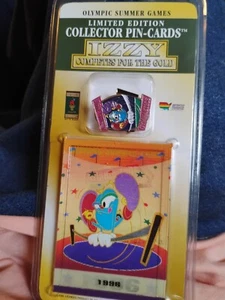 OLYMPIC SUMMER GAMES
LIMITED EDITION
COLLECTOR PIN-CARDS™
IZZY
COMPETES FOR THE GOLD
1996